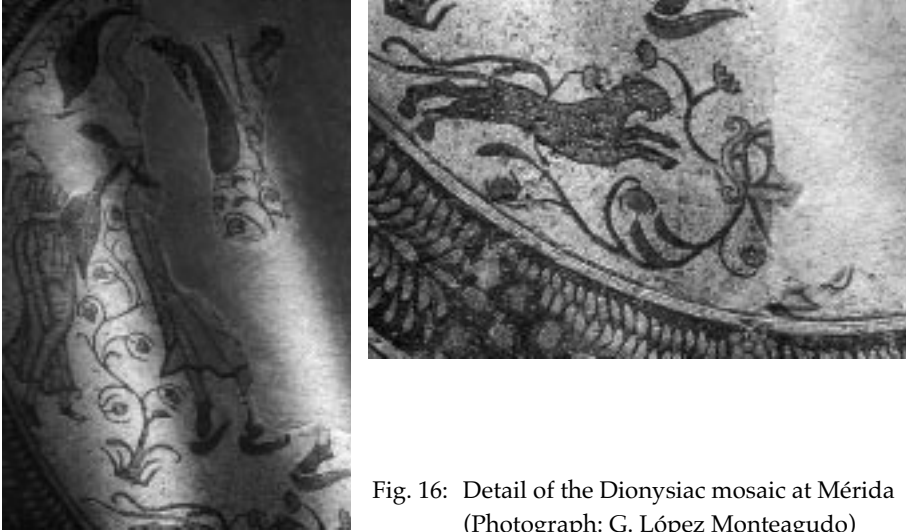 Fig. 16: Detail of the Dionysiac mosaic at Mérida
(Photograph: G. López Monteagudo)